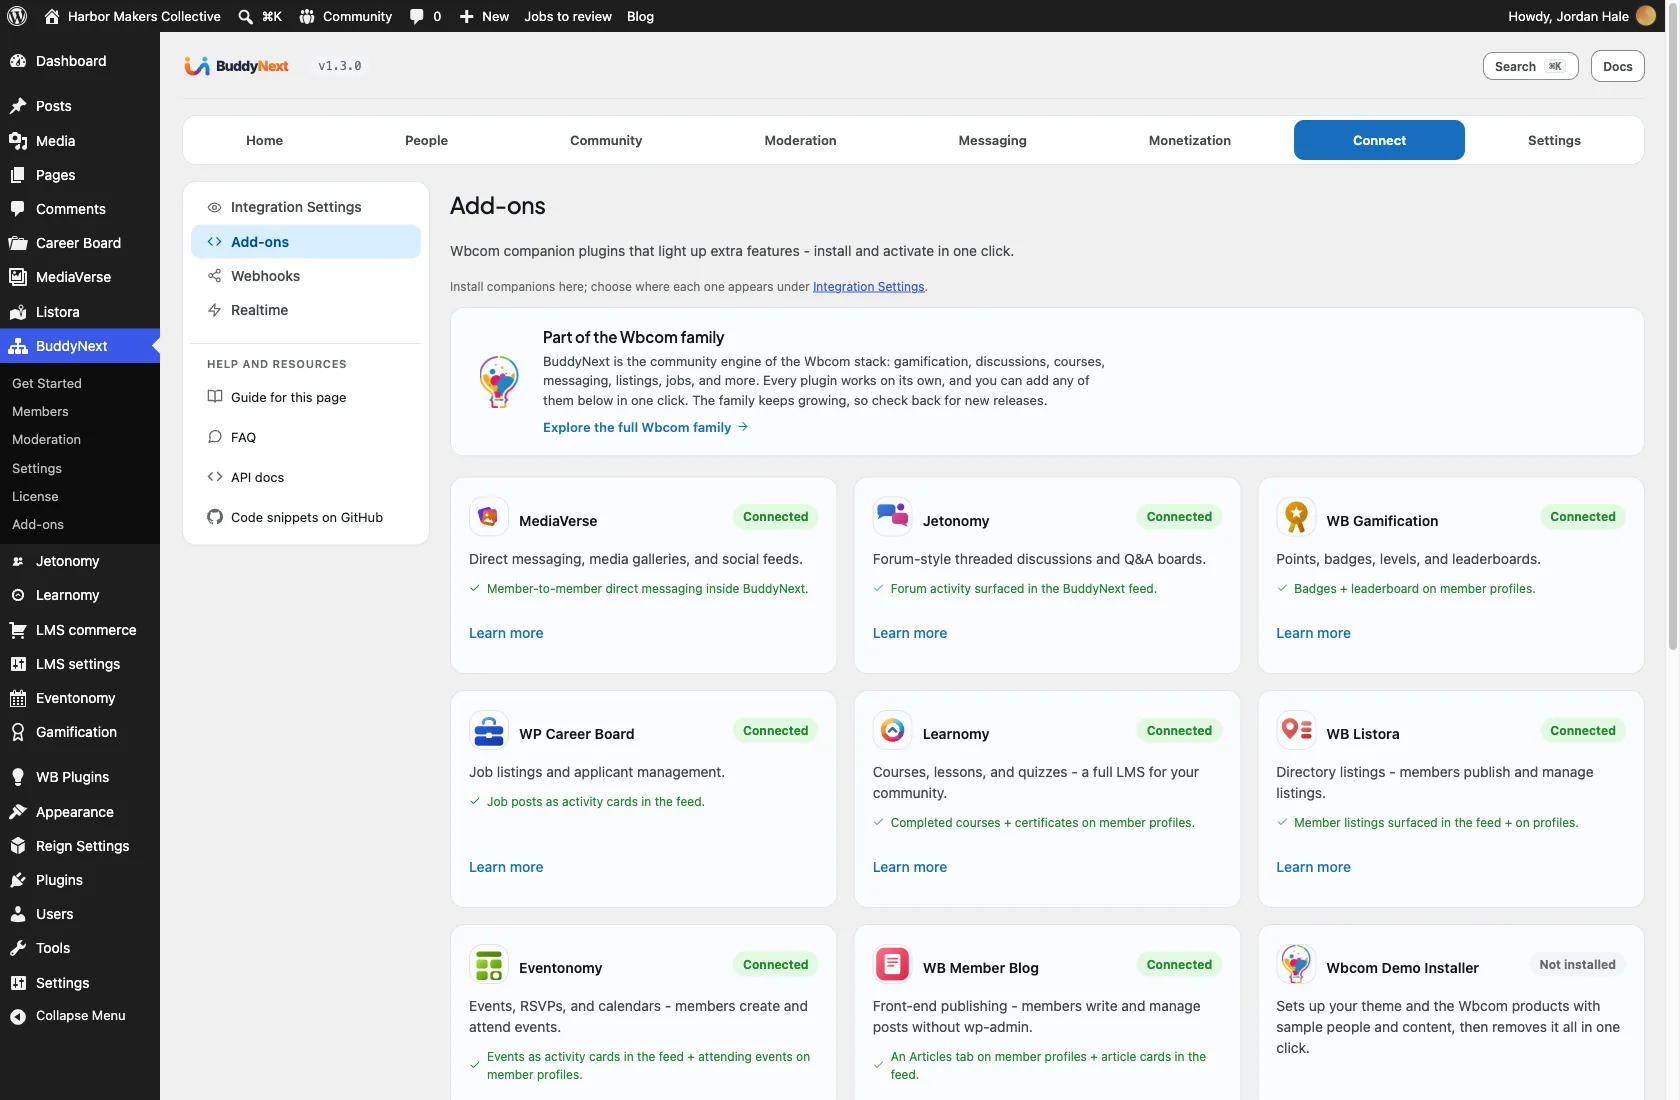 Harbor Makers Collective
⌘K
Community
0
New
Jobs to review
Blog
Howdy, Jordan Hale
Dashboard
Posts
Media
Pages
Comments
Career Board
MediaVerse
Listora
BuddyNext
Get Started
Members
Moderation
Settings
License
Add-ons
Jetonomy
Learnomy
LMS commerce
LMS settings
Eventonomy
Gamification
WB Plugins
Appearance
Reign Settings
Plugins
Users
Tools
Settings
Collapse Menu
BuddyNext
v1.3.0
Search ⌘K
Docs
Home
People
Community
Moderation
Messaging
Monetization
Connect
Settings
Integration Settings
Add-ons
Webhooks
Realtime
HELP AND RESOURCES
Guide for this page
FAQ
API docs
Code snippets on GitHub
Add-ons
Wbcom companion plugins that light up extra features - install and activate in one click.
Install companions here; choose where each one appears under Integration Settings.
Part of the Wbcom family
BuddyNext is the community engine of the Wbcom stack: gamification, discussions, courses,
messaging, listings, jobs, and more. Every plugin works on its own, and you can add any of
them below in one click. The family keeps growing, so check back for new releases.
Explore the full Wbcom family →
MediaVerse
Connected
Direct messaging, media galleries, and social feeds.
✓ Member-to-member direct messaging inside BuddyNext.
Learn more
Jetonomy
Connected
Forum-style threaded discussions and Q&A boards.
✓ Forum activity surfaced in the BuddyNext feed.
Learn more
WB Gamification
Connected
Points, badges, levels, and leaderboards.
✓ Badges + leaderboard on member profiles.
Learn more
WP Career Board
Connected
Job listings and applicant management.
✓ Job posts as activity cards in the feed.
Learn more
Learnomy
Connected
Courses, lessons, and quizzes - a full LMS for your
community.
✓ Completed courses + certificates on member profiles.
Learn more
WB Listora
Connected
Directory listings - members publish and manage
listings.
✓ Member listings surfaced in the feed + on profiles.
Learn more
Eventonomy
Connected
Events, RSVPs, and calendars - members create and
attend events.
✓ Events as activity cards in the feed + attending events on
member profiles.
WB Member Blog
Connected
Front-end publishing - members write and manage
posts without wp-admin.
✓ An Articles tab on member profiles + article cards in the
feed.
Wbcom Demo Installer
Not installed
Sets up your theme and the Wbcom products with
sample people and content, then removes it all in one
click.